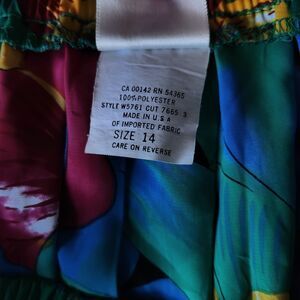 CA 00142 RN 54365
100% POLYESTER
STYLE W5761 CUT 7665 3
MADE IN U.S.A
OF IMPORTED FABRIC
SIZE 14
CARE ON REVERSE